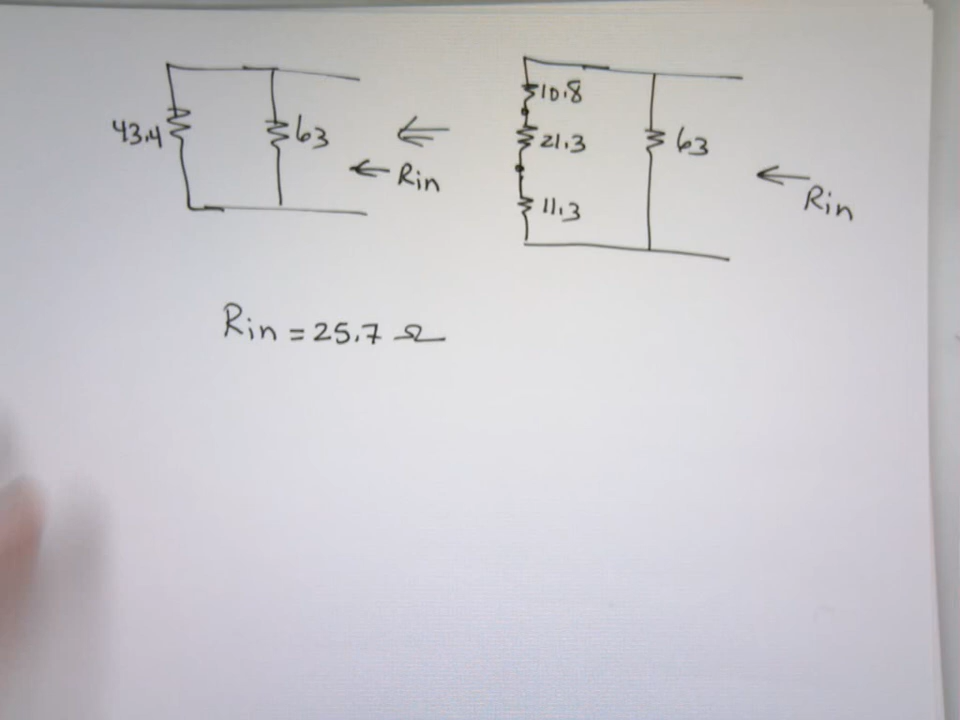 43.4
63
Rin
10.8
21.3
11.3
63
Rin
Rin = 25.7 Ω